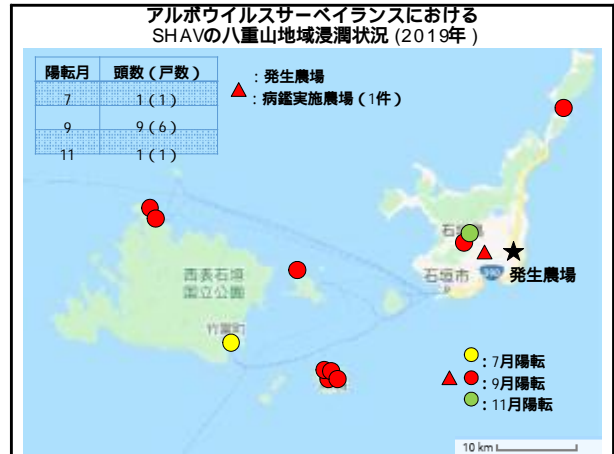 アルボウイルスサーベイランスにおける
SHAVの八重山地域浸潤状況 (2019年 )
陽転月 頭数（戸数）
7 1 ( 1 )
9 9 ( 6 )
11 1 ( 1 )
：発生農場
：病鑑実施農場（1件）
石垣島
西表石垣
国立公園
石垣市
390
発生農場
竹富町
：7月陽転
：9月陽転
：11月陽転
10 km